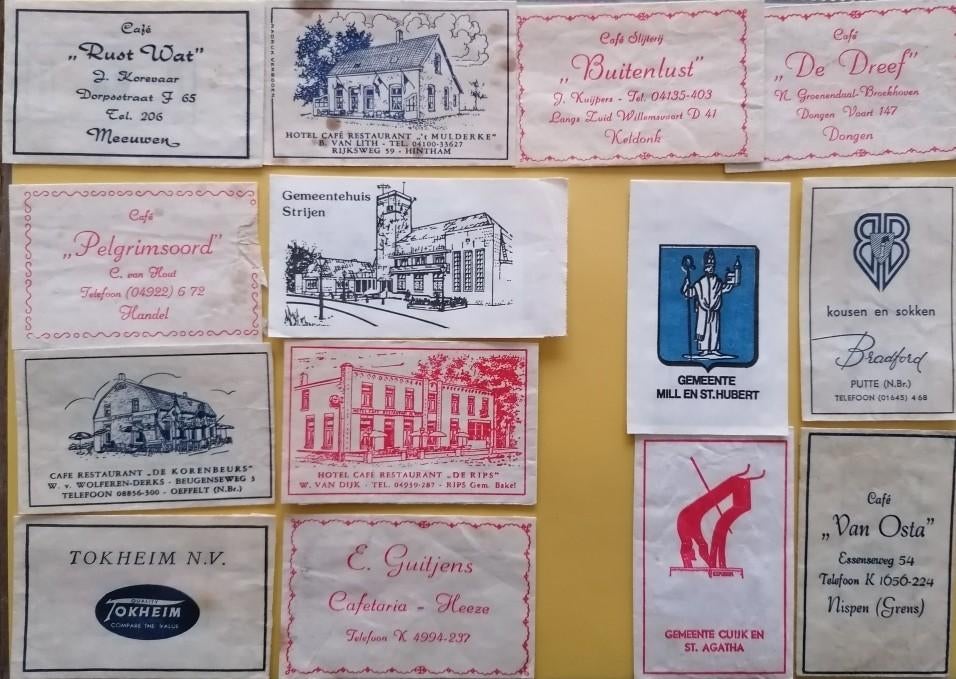 Café
„Rust Wat”
J. Korevaar
Dorpsstraat F 65
Tel. 206
Meeuwen
HOTEL CAFÉ RESTAURANT „'t MULDERKE”
B. VAN LITH - TEL. 04100-33627
RIJKSWEG 59 - HINTHAM
Café Slijterij
„Buitenlust”
J. Kuijpers - Tel. 04135-403
Langs Zuid Willemsvaart D 41
Keldonk
Café
„De Dreef”
N. Groenendaal-Broekhoven
Dongen Vaart 147
Dongen
Café
„Pelgrimsoord”
C. van Hout
Telefoon (04922) 6 72
Handel
Gemeentehuis
Strijen
GEMEENTE
MILL EN ST. HUBERT
BB
kousen en sokken
Bradford
PUTTE (N.Br.)
TELEFOON (01645) 4 68
CAFE RESTAURANT „DE KORENBEURS”
W. v. WOLFEREN-DERKS - BEUGENSEWEG 3
TELEFOON 08856-300 - OEFFELT (N.Br.)
HOTEL CAFÉ RESTAURANT „DE RIPS”
W. VAN DIJK - TEL. 04939-287 - RIPS Gem. Bakel
TOKHEIM N.V.
QUALITY
TOKHEIM
COMPARE THE VALUE
E. Guitjens
Cafetaria - Heeze
Telefoon K 4994-237
GEMEENTE CUIJK EN
ST. AGATHA
Café
„Van Osta”
Essenseweg 54
Telefoon K 1656-224
Nispen (Grens)